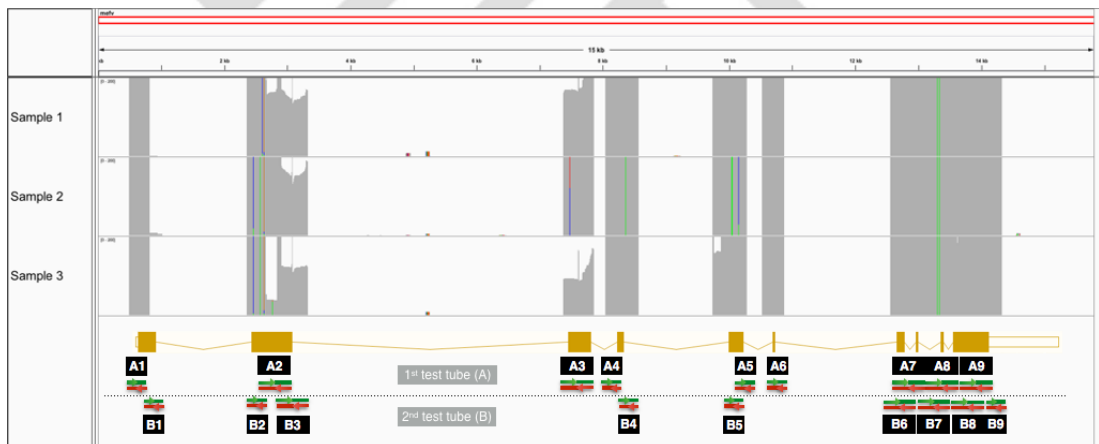 mefv
15 kb
kb 2 kb 4 kb 6 kb 8 kb 10 kb 12 kb 14 kb
Sample 1
Sample 2
Sample 3
A1 A2 1st test tube (A) A3 A4 A5 A6 A7 A8 A9
B1 B2 B3 2nd test tube (B) B4 B5 B6 B7 B8 B9